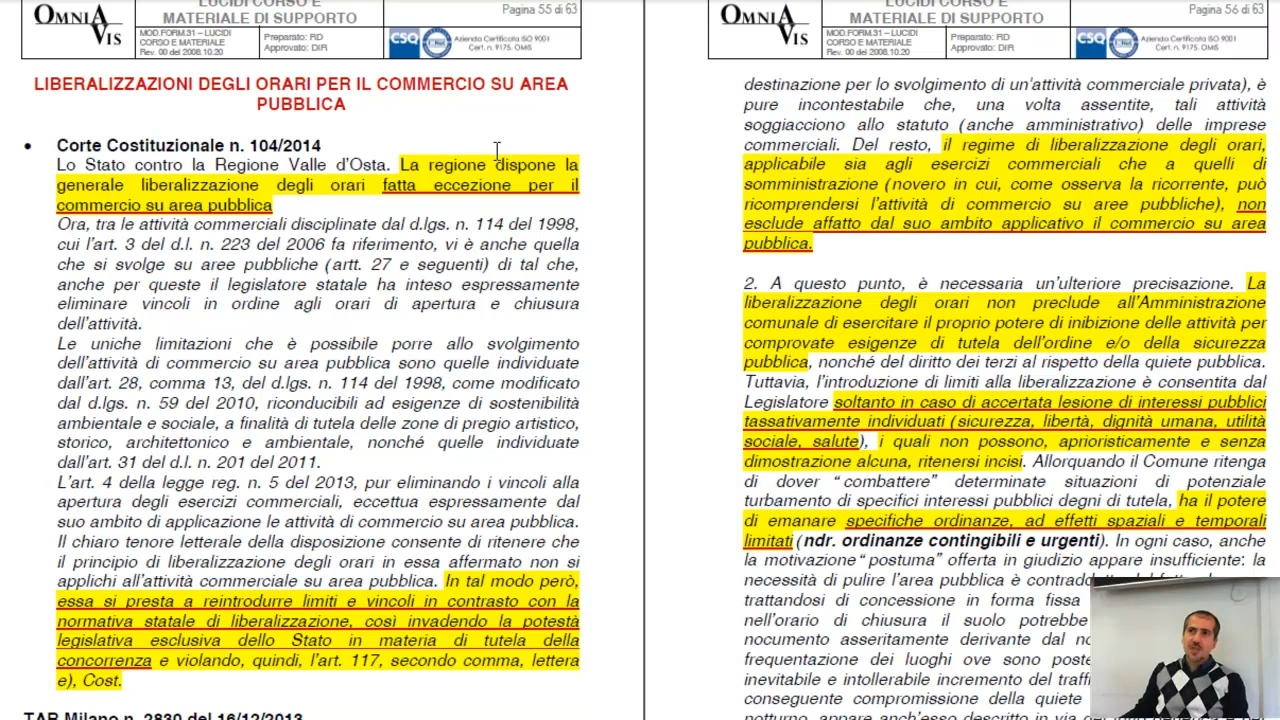 OMNIA VIS
LUCIDI CORSO E
MATERIALE DI SUPPORTO
Pagina 55 di 63
MOD.FORM.31 – LUCIDI
CORSO E MATERIALE
Rev. 00 del 2008.10.20
Preparato: RD
Approvato: DIR
CSQ
Azienda Certificata ISO 9001
Cert. n. 9175. OMIS
LIBERALIZZAZIONI DEGLI ORARI PER IL COMMERCIO SU AREA
PUBBLICA
• Corte Costituzionale n. 104/2014
Lo Stato contro la Regione Valle d'Osta. La regione dispone la
generale liberalizzazione degli orari fatta eccezione per il
commercio su area pubblica
Ora, tra le attività commerciali disciplinate dal d.lgs. n. 114 del 1998,
cui l'art. 3 del d.l. n. 223 del 2006 fa riferimento, vi è anche quella
che si svolge su aree pubbliche (artt. 27 e seguenti) di tal che,
anche per queste il legislatore statale ha inteso espressamente
eliminare vincoli in ordine agli orari di apertura e chiusura
dell'attività.
Le uniche limitazioni che è possibile porre allo svolgimento
dell'attività di commercio su area pubblica sono quelle individuate
dall'art. 28, comma 13, del d.lgs. n. 114 del 1998, come modificato
dal d.lgs. n. 59 del 2010, riconducibili ad esigenze di sostenibilità
ambientale e sociale, a finalità di tutela delle zone di pregio artistico,
storico, architettonico e ambientale, nonché quelle individuate
dall'art. 31 del d.l. n. 201 del 2011.
L'art. 4 della legge reg. n. 5 del 2013, pur eliminando i vincoli alla
apertura degli esercizi commerciali, eccettua espressamente dal
suo ambito di applicazione le attività di commercio su area pubblica.
Il chiaro tenore letterale della disposizione consente di ritenere che
il principio di liberalizzazione degli orari in essa affermato non si
applichi all'attività commerciale su area pubblica. In tal modo però,
essa si presta a reintrodurre limiti e vincoli in contrasto con la
normativa statale di liberalizzazione, così invadendo la potestà
legislativa esclusiva dello Stato in materia di tutela della
concorrenza e violando, quindi, l'art. 117, secondo comma, lettera
e), Cost.
TAR Milano n. 2830 del 16/12/2013
OMNIA VIS
LUCIDI CORSO E
MATERIALE DI SUPPORTO
Pagina 56 di 63
MOD.FORM.31 – LUCIDI
CORSO E MATERIALE
Rev. 00 del 2008.10.20
Preparato: RD
Approvato: DIR
CSQ
Azienda Certificata ISO 9001
Cert. n. 9175. OMIS
destinazione per lo svolgimento di un'attività commerciale privata), è
pure incontestabile che, una volta assentite, tali attività
soggiacciono allo statuto (anche amministrativo) delle imprese
commerciali. Del resto, il regime di liberalizzazione degli orari,
applicabile sia agli esercizi commerciali che a quelli di
somministrazione (novero in cui, come osserva la ricorrente, può
ricomprendersi l'attività di commercio su aree pubbliche), non
esclude affatto dal suo ambito applicativo il commercio su area
pubblica.
2. A questo punto, è necessaria un'ulteriore precisazione. La
liberalizzazione degli orari non preclude all'Amministrazione
comunale di esercitare il proprio potere di inibizione delle attività per
comprovate esigenze di tutela dell'ordine e/o della sicurezza
pubblica, nonché del diritto dei terzi al rispetto della quiete pubblica.
Tuttavia, l'introduzione di limiti alla liberalizzazione è consentita dal
Legislatore soltanto in caso di accertata lesione di interessi pubblici
tassativamente individuati (sicurezza, libertà, dignità umana, utilità
sociale, salute), i quali non possono, aprioristicamente e senza
dimostrazione alcuna, ritenersi incisi. Allorquando il Comune ritenga
di dover “combattere” determinate situazioni di potenziale
turbamento di specifici interessi pubblici degni di tutela, ha il potere
di emanare specifiche ordinanze, ad effetti spaziali e temporali
limitati (ndr. ordinanze contingibili e urgenti). In ogni caso, anche
la motivazione “postuma” offerta in giudizio appare insufficiente: la
necessità di pulire l'area pubblica è
trattandosi di concessione in forma fissa
nell'orario di chiusura il suolo potrebbe
nocumento asseritamente derivante dal
frequentazione dei luoghi ove sono
inevitabile e intollerabile incremento del
conseguente compromissione della quiete
notturno, appare anch'esso descritto in via